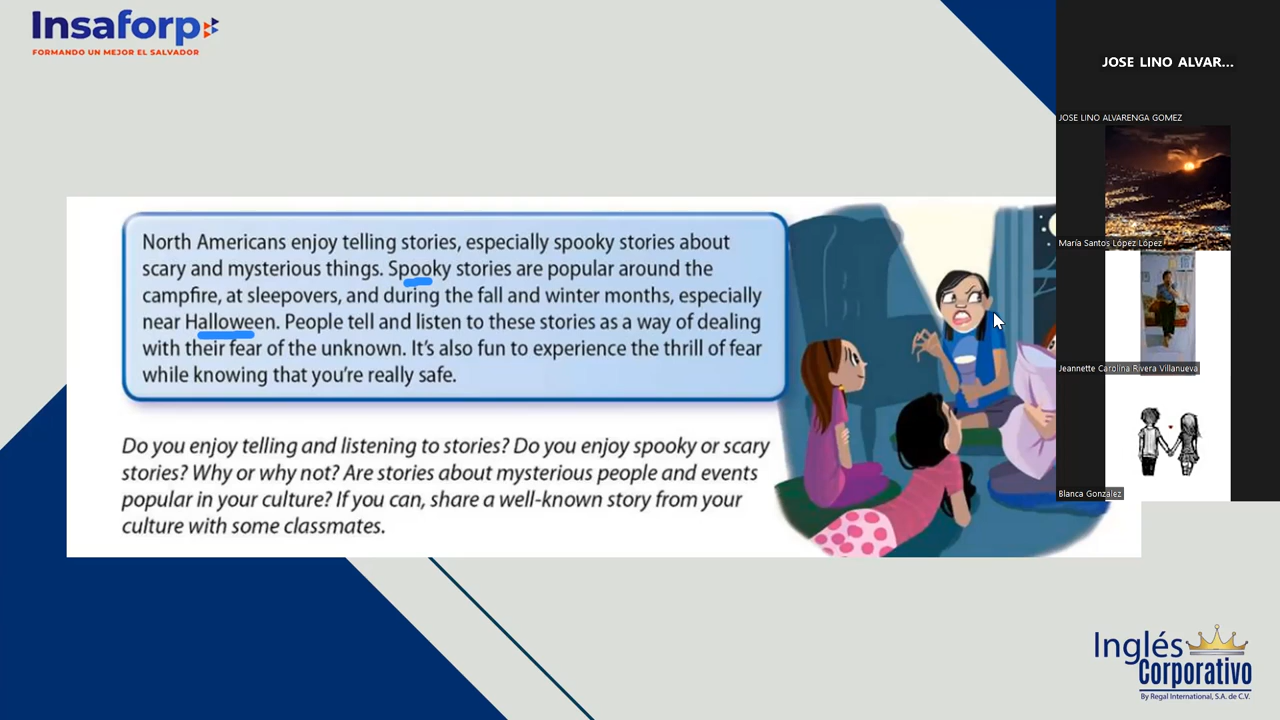 Insaforp
FORMANDO UN MEJOR EL SALVADOR
JOSE LINO ALVAR...
JOSE LINO ALVARENGA GOMEZ
María Santos López López
Jeannette Carolina Rivera Villanueva
Blanca Gonzalez
North Americans enjoy telling stories, especially spooky stories about
scary and mysterious things. Spooky stories are popular around the
campfire, at sleepovers, and during the fall and winter months, especially
near Halloween. People tell and listen to these stories as a way of dealing
with their fear of the unknown. It's also fun to experience the thrill of fear
while knowing that you're really safe.
Do you enjoy telling and listening to stories? Do you enjoy spooky or scary
stories? Why or why not? Are stories about mysterious people and events
popular in your culture? If you can, share a well-known story from your
culture with some classmates.
Inglés
Corporativo
By Regal International, S.A. de C.V.